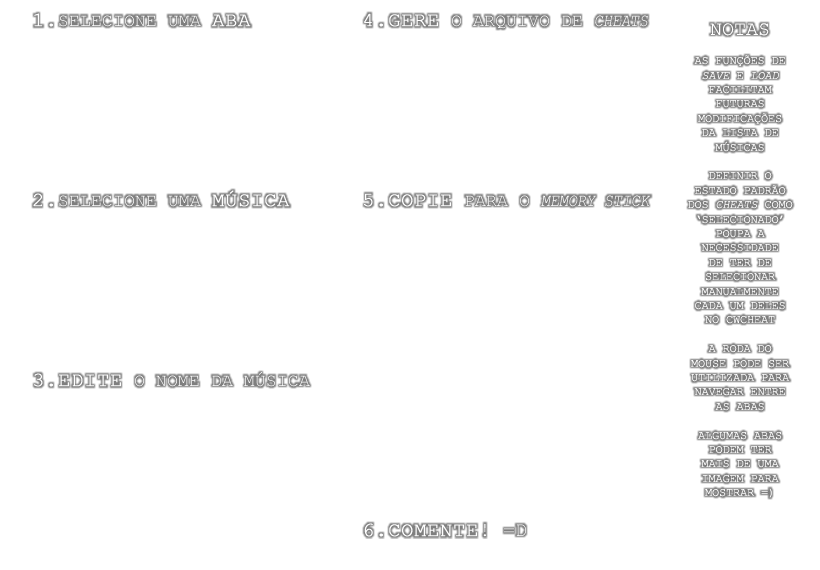 1.SELECIONE UMA ABA
2.SELECIONE UMA MÚSICA
3.EDITE O NOME DA MÚSICA
4.GERE O ARQUIVO DE CHEATS
5.COPIE PARA O MEMORY STICK
6.COMENTE! =D
NOTAS
AS FUNÇÕES DE
SAVE E LOAD
FACILITAM
FUTURAS
MODIFICAÇÕES
DA LISTA DE
MÚSICAS
DEFINIR O
ESTADO PADRÃO
DOS CHEATS COMO
'SELECIONADO'
POUPA A
NECESSIDADE
DE TER DE
SELECIONAR
MANUALMENTE
CADA UM DELES
NO CWCHEAT
A RODA DO
MOUSE PODE SER
UTILIZADA PARA
NAVEGAR ENTRE
AS ABAS
ALGUMAS ABAS
PODEM TER
MAIS DE UMA
IMAGEM PARA
MOSTRAR =)